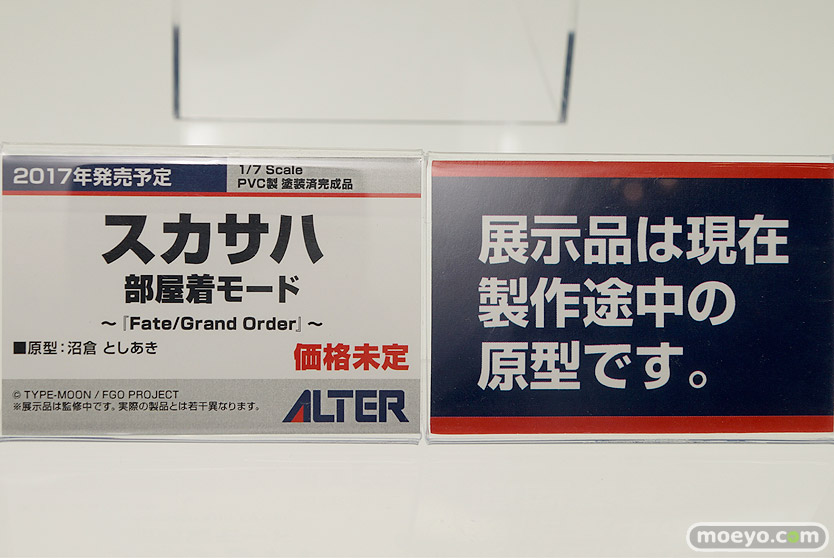 2017年発売予定
1/7 Scale
PVC製 塗装済完成品
スカサハ
部屋着モード
～『Fate/Grand Order』～
■原型:沼倉 としあき
価格未定
© TYPE-MOON / FGO PROJECT
※展示品は監修中です。実際の製品とは若干異なります。
ALTER
展示品は現在
製作途中の
原型です。
moeyo.com